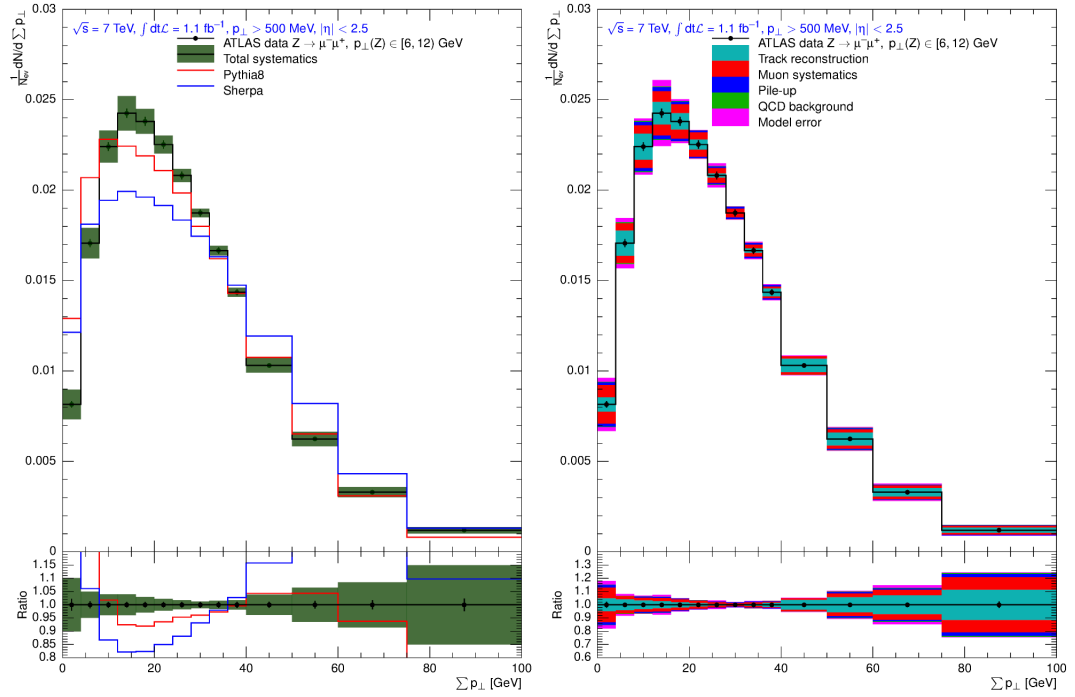 √s = 7 TeV, ∫ dtℒ = 1.1 fb⁻¹, p⊥ > 500 MeV, |η| < 2.5
ATLAS data Z → μ⁻μ⁺, p⊥(Z) ∈ [6, 12) GeV
Total systematics
Pythia8
Sherpa
1/N_ev dN/d ∑ p⊥
0.03
0.025
0.02
0.015
0.01
0.005
0
1.15
1.1
1.05
1.0
0.95
0.90
0.85
Ratio
0 20 40 60 80 100
∑ p⊥ [GeV]
√s = 7 TeV, ∫ dtℒ = 1.1 fb⁻¹, p⊥ > 500 MeV, |η| < 2.5
ATLAS data Z → μ⁻μ⁺, p⊥(Z) ∈ [6, 12) GeV
Track reconstruction
Muon systematics
Pile-up
QCD background
Model error
1/N_ev dN/d ∑ p⊥
0.03
0.025
0.02
0.015
0.01
0.005
0
1.3
1.2
1.1
1.0
0.9
0.8
0.7
0.6
Ratio
0 20 40 60 80 100
∑ p⊥ [GeV]